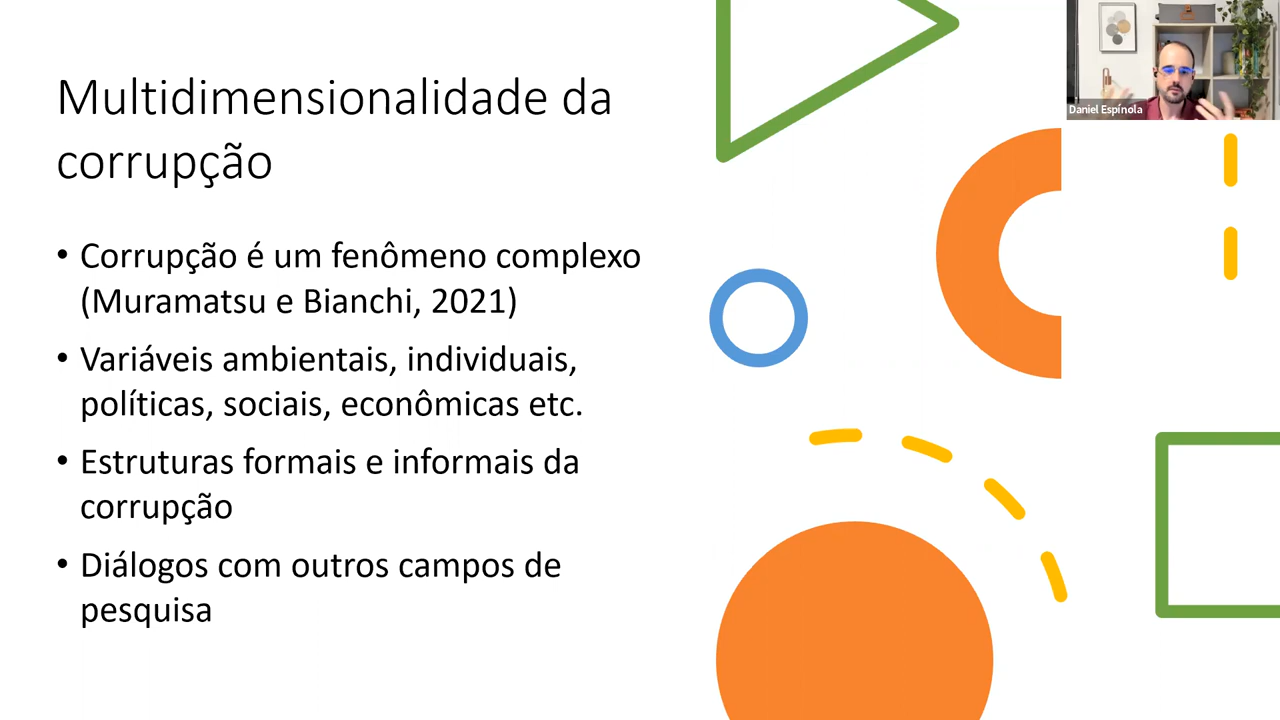 Multidimensionalidade da
corrupção
• Corrupção é um fenômeno complexo
(Muramatsu e Bianchi, 2021)
• Variáveis ambientais, individuais,
políticas, sociais, econômicas etc.
• Estruturas formais e informais da
corrupção
• Diálogos com outros campos de
pesquisa
Daniel Espínola